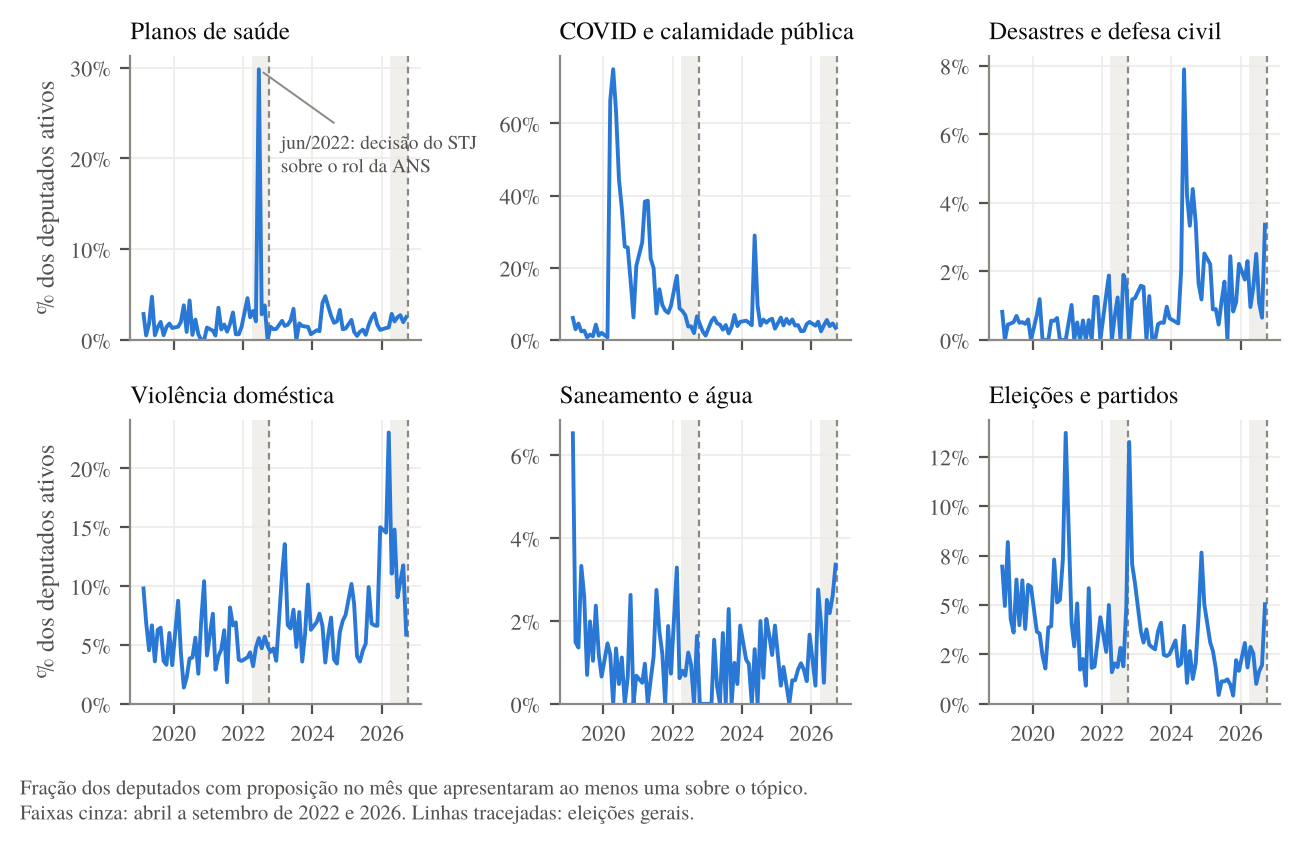 Planos de saúde
% dos deputados ativos
30%
20%
10%
0%
jun/2022: decisão do STJ
sobre o rol da ANS
COVID e calamidade pública
60%
40%
20%
0%
Desastres e defesa civil
8%
6%
4%
2%
0%
Violência doméstica
% dos deputados ativos
20%
15%
10%
5%
0%
2020 2022 2024 2026
Saneamento e água
6%
4%
2%
0%
2020 2022 2024 2026
Eleições e partidos
12%
10%
8%
5%
2%
0%
2020 2022 2024 2026
Fração dos deputados com proposição no mês que apresentaram ao menos uma sobre o tópico.
Faixas cinza: abril a setembro de 2022 e 2026. Linhas tracejadas: eleições gerais.